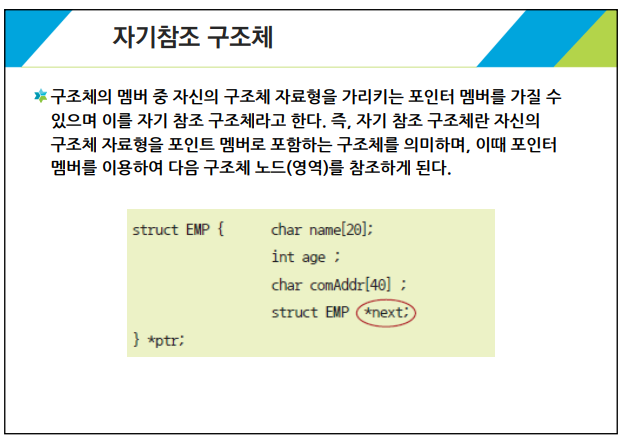 자기참조 구조체
구조체의 멤버 중 자신의 구조체 자료형을 가리키는 포인터 멤버를 가질 수
있으며 이를 자기 참조 구조체라고 한다. 즉, 자기 참조 구조체란 자신의
구조체 자료형을 포인트 멤버로 포함하는 구조체를 의미하며, 이때 포인터
멤버를 이용하여 다음 구조체 노드(영역)를 참조하게 된다.
struct EMP { char name[20];
int age ;
char comAddr[40] ;
struct EMP *next;
} *ptr;